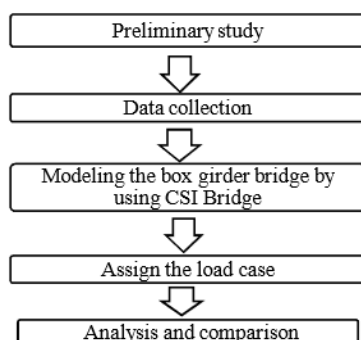 Preliminary study
Data collection
Modeling the box girder bridge by
using CSI Bridge
Assign the load case
Analysis and comparison